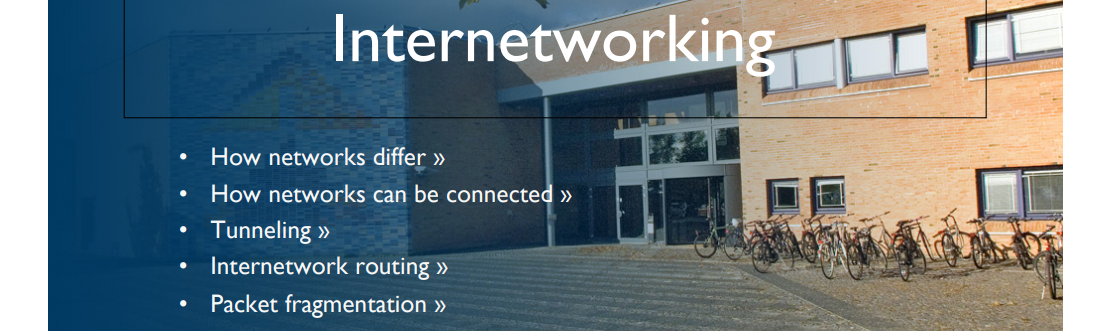 Internetworking
• How networks differ »
• How networks can be connected »
• Tunneling »
• Internetwork routing »
• Packet fragmentation »